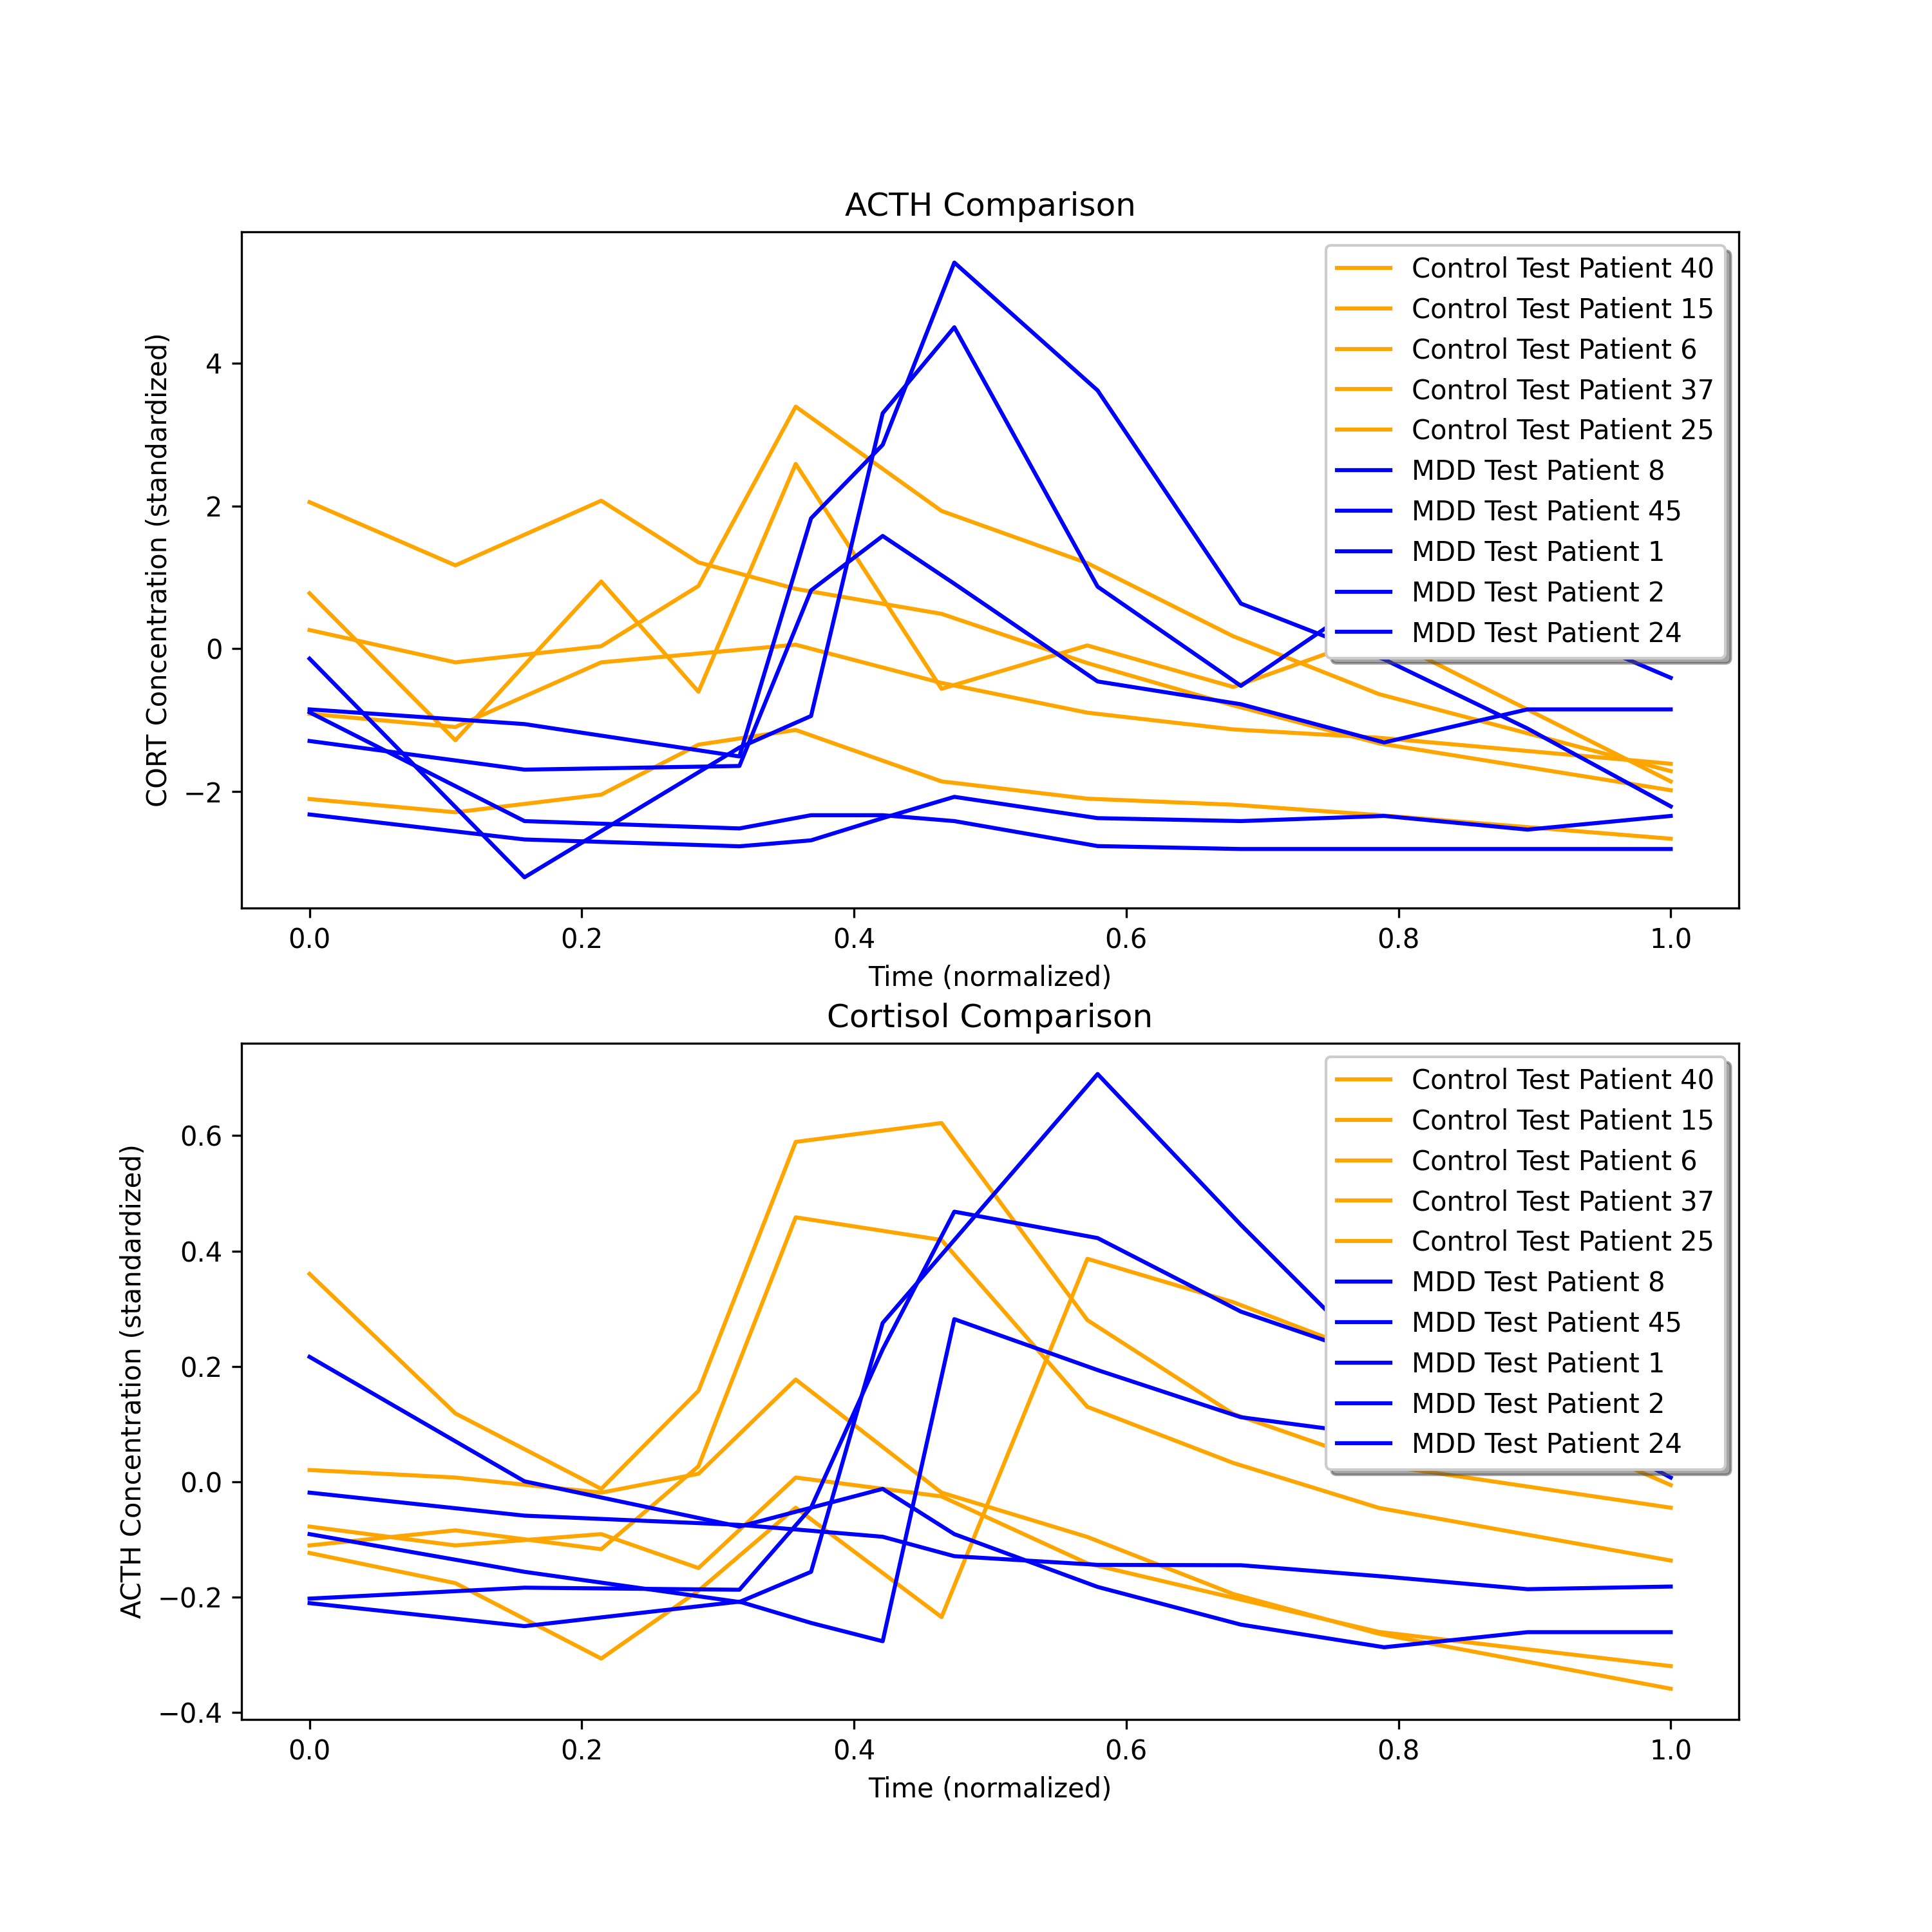 ACTH Comparison
CORT Concentration (standardized)
4
2
0
−2
0.0 0.2 0.4 0.6 0.8 1.0
Time (normalized)
Control Test Patient 40
Control Test Patient 15
Control Test Patient 6
Control Test Patient 37
Control Test Patient 25
MDD Test Patient 8
MDD Test Patient 45
MDD Test Patient 1
MDD Test Patient 2
MDD Test Patient 24
Cortisol Comparison
ACTH Concentration (standardized)
0.6
0.4
0.2
0.0
−0.2
−0.4
0.0 0.2 0.4 0.6 0.8 1.0
Time (normalized)
Control Test Patient 40
Control Test Patient 15
Control Test Patient 6
Control Test Patient 37
Control Test Patient 25
MDD Test Patient 8
MDD Test Patient 45
MDD Test Patient 1
MDD Test Patient 2
MDD Test Patient 24